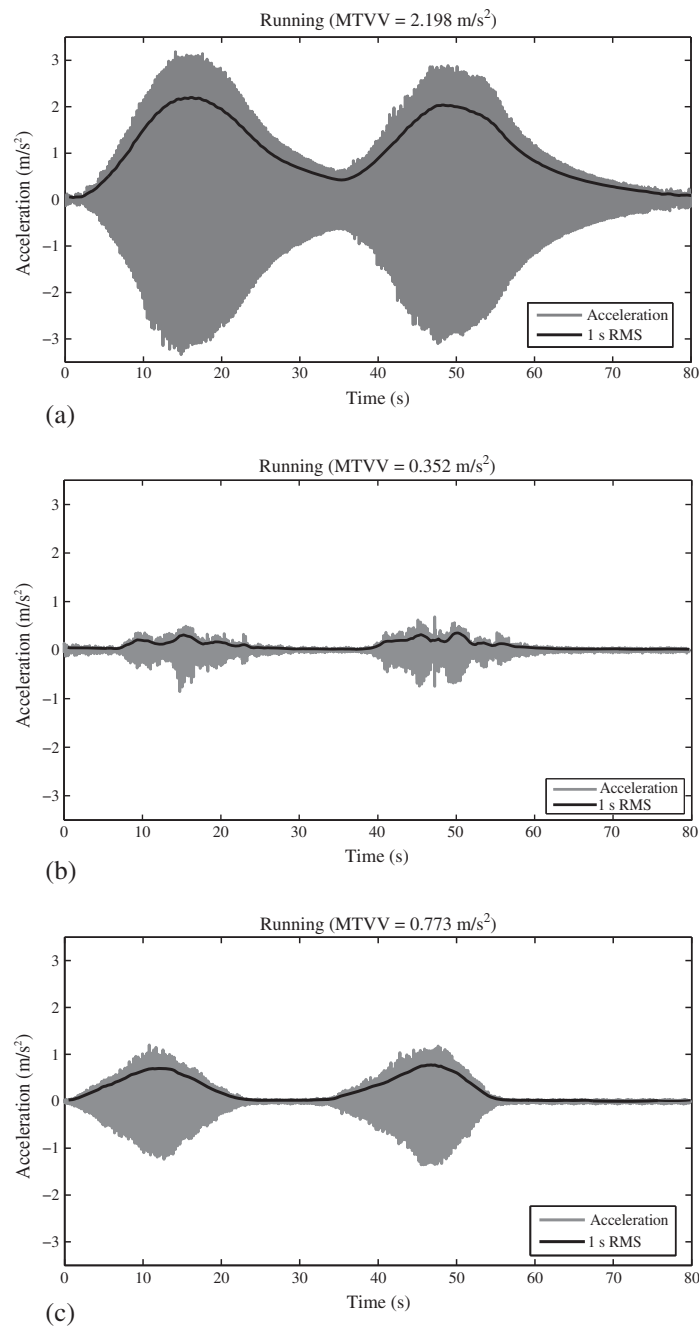 Running (MTVV = 2.198 m/s²)
3
2
1
0
−1
−2
−3
Acceleration (m/s²)
Acceleration
1 s RMS
0 10 20 30 40 50 60 70 80
Time (s)
(a)
Running (MTVV = 0.352 m/s²)
3
2
1
0
−1
−2
−3
Acceleration (m/s²)
Acceleration
1 s RMS
0 10 20 30 40 50 60 70 80
Time (s)
(b)
Running (MTVV = 0.773 m/s²)
3
2
1
0
−1
−2
−3
Acceleration (m/s²)
Acceleration
1 s RMS
0 10 20 30 40 50 60 70 80
Time (s)
(c)